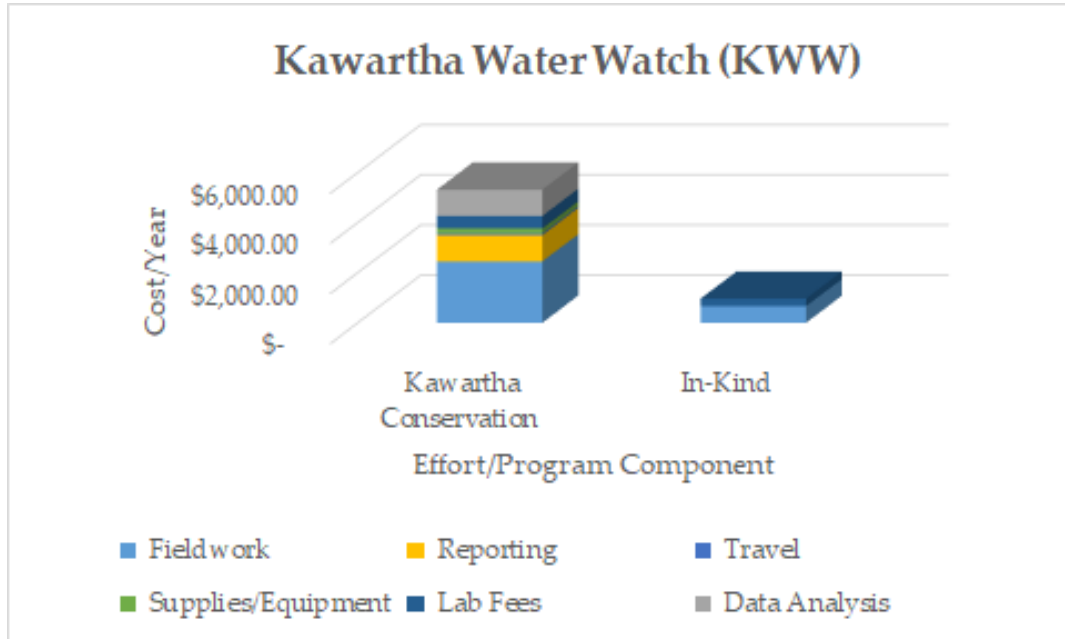 Kawartha Water Watch (KWW)
$6,000.00
$4,000.00
$2,000.00
$-
Cost/Year
Kawartha
Conservation
In-Kind
Effort/Program Component
Fieldwork
Reporting
Travel
Supplies/Equipment
Lab Fees
Data Analysis